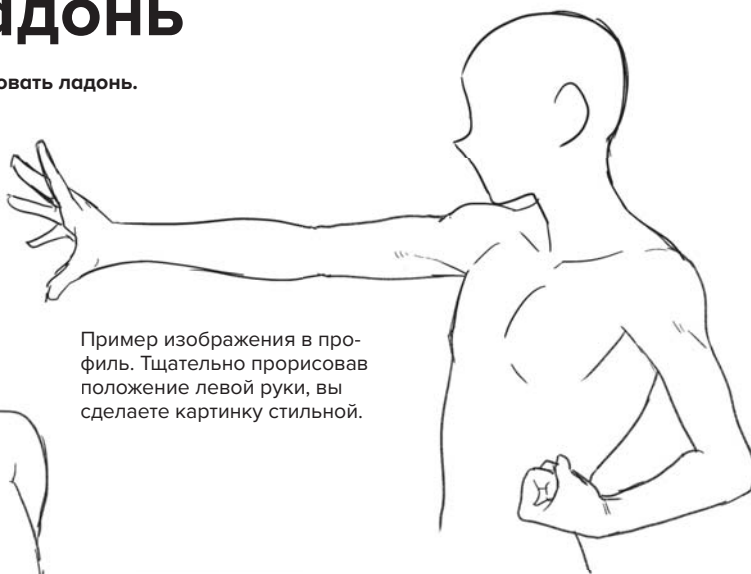 адонь
овать ладонь.
Пример изображения в про-
филь. Тщательно прорисовав
положение левой руки, вы
сделаете картинку стильной.